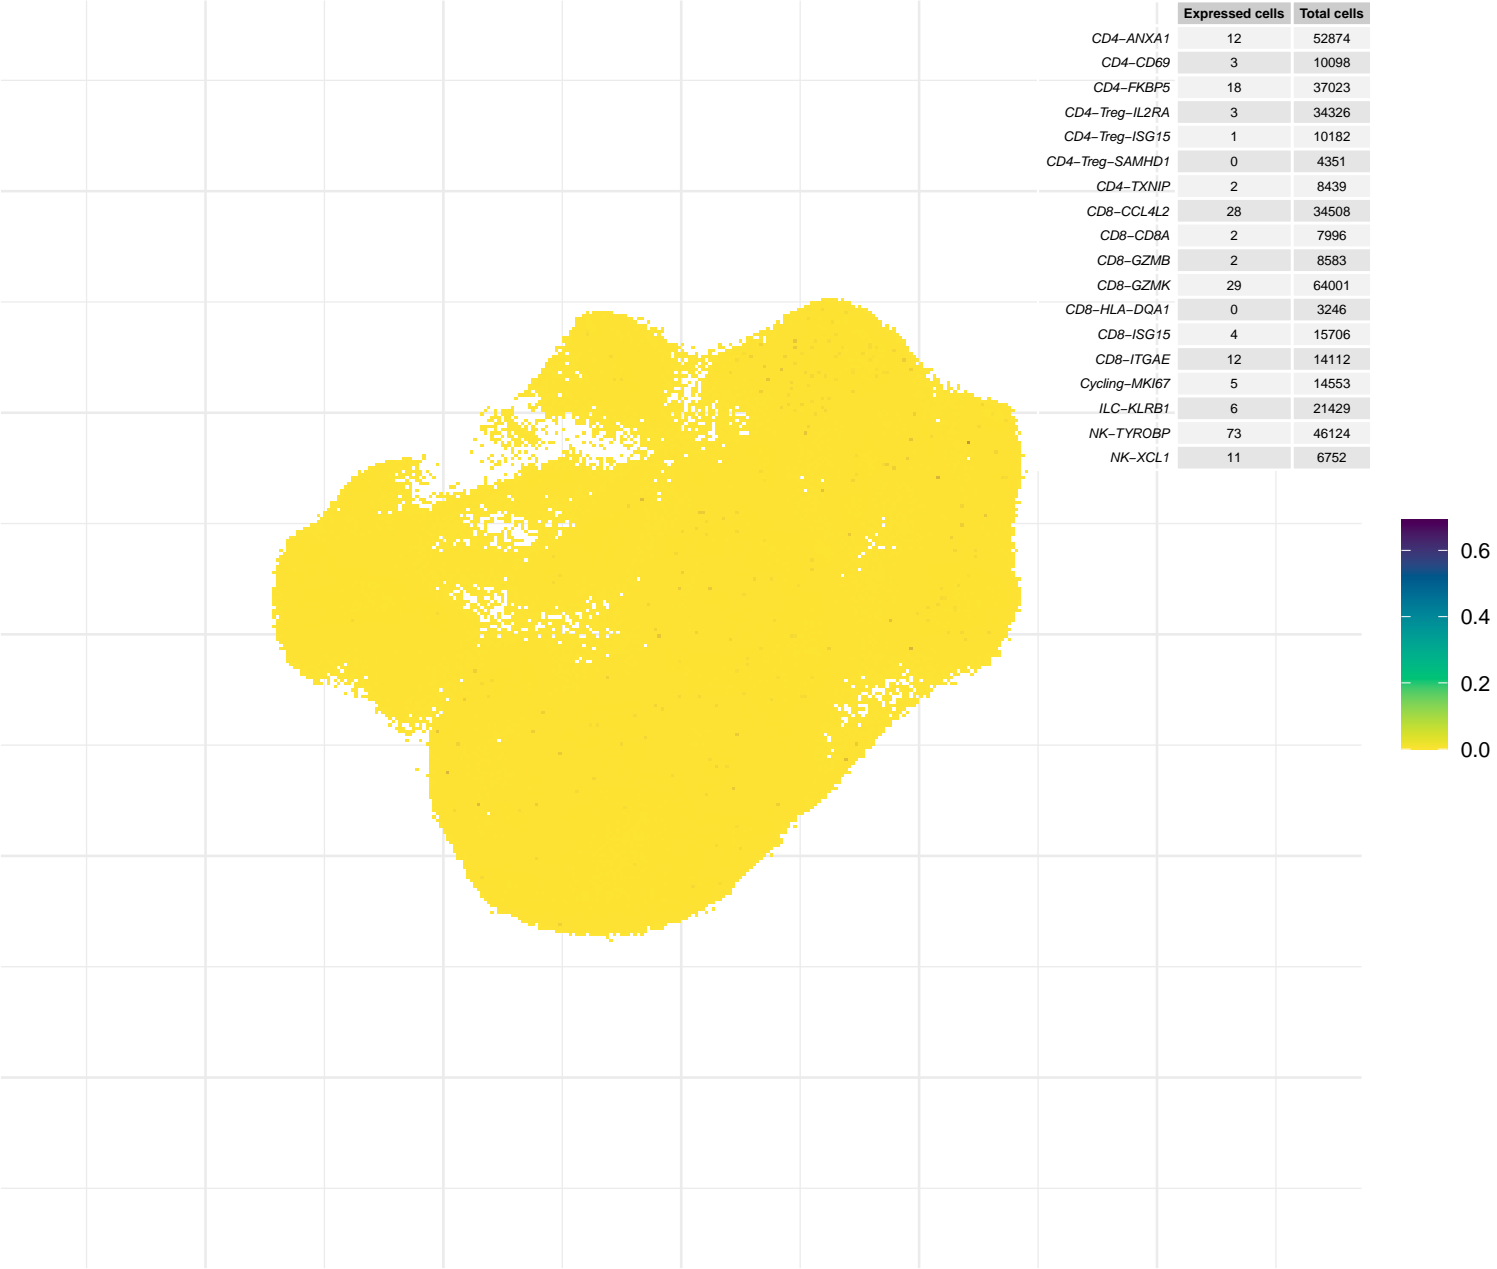 Expressed cells Total cells
CD4−ANXA1 12 52874
CD4−CD69 3 10098
CD4−FKBP5 18 37023
CD4−Treg−IL2RA 3 34326
CD4−Treg−ISG15 1 10182
CD4−Treg−SAMHD1 0 4351
CD4−TXNIP 2 8439
CD8−CCL4L2 28 34508
CD8−CD8A 2 7996
CD8−GZMB 2 8583
CD8−GZMK 29 64001
CD8−HLA−DQA1 0 3246
CD8−ISG15 4 15706
CD8−ITGAE 12 14112
Cycling−MKI67 5 14553
ILC−KLRB1 6 21429
NK−TYROBP 73 46124
NK−XCL1 11 6752
0.6
0.4
0.2
0.0